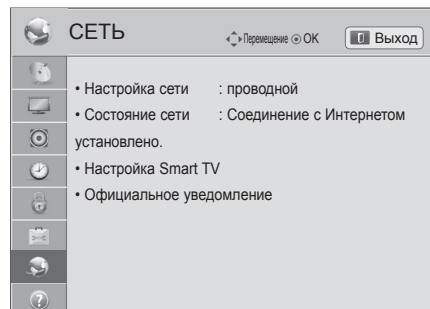 СЕТЬ
Перемещение OK
Выход
• Настройка сети : проводной
• Состояние сети : Соединение с Интернетом
установлено.
• Настройка Smart TV
• Официальное уведомление